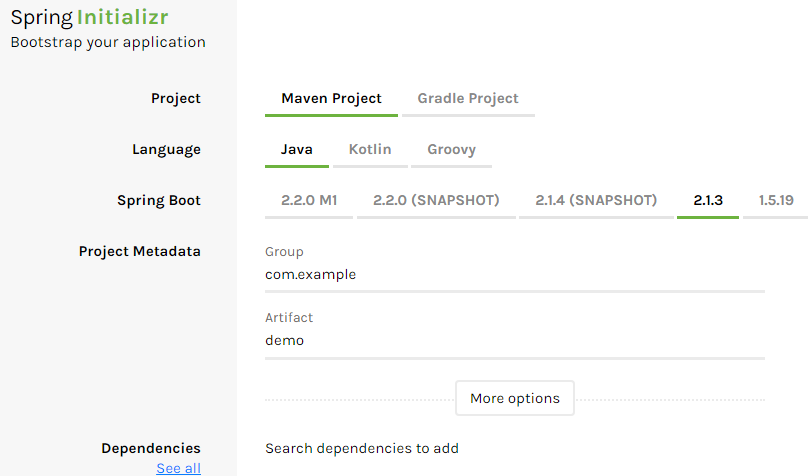 Spring Initializr
Bootstrap your application
Project Maven Project Gradle Project
Language Java Kotlin Groovy
Spring Boot 2.2.0 M1 2.2.0 (SNAPSHOT) 2.1.4 (SNAPSHOT) 2.1.3 1.5.19
Project Metadata Group
com.example
Artifact
demo
More options
Dependencies Search dependencies to add
See all